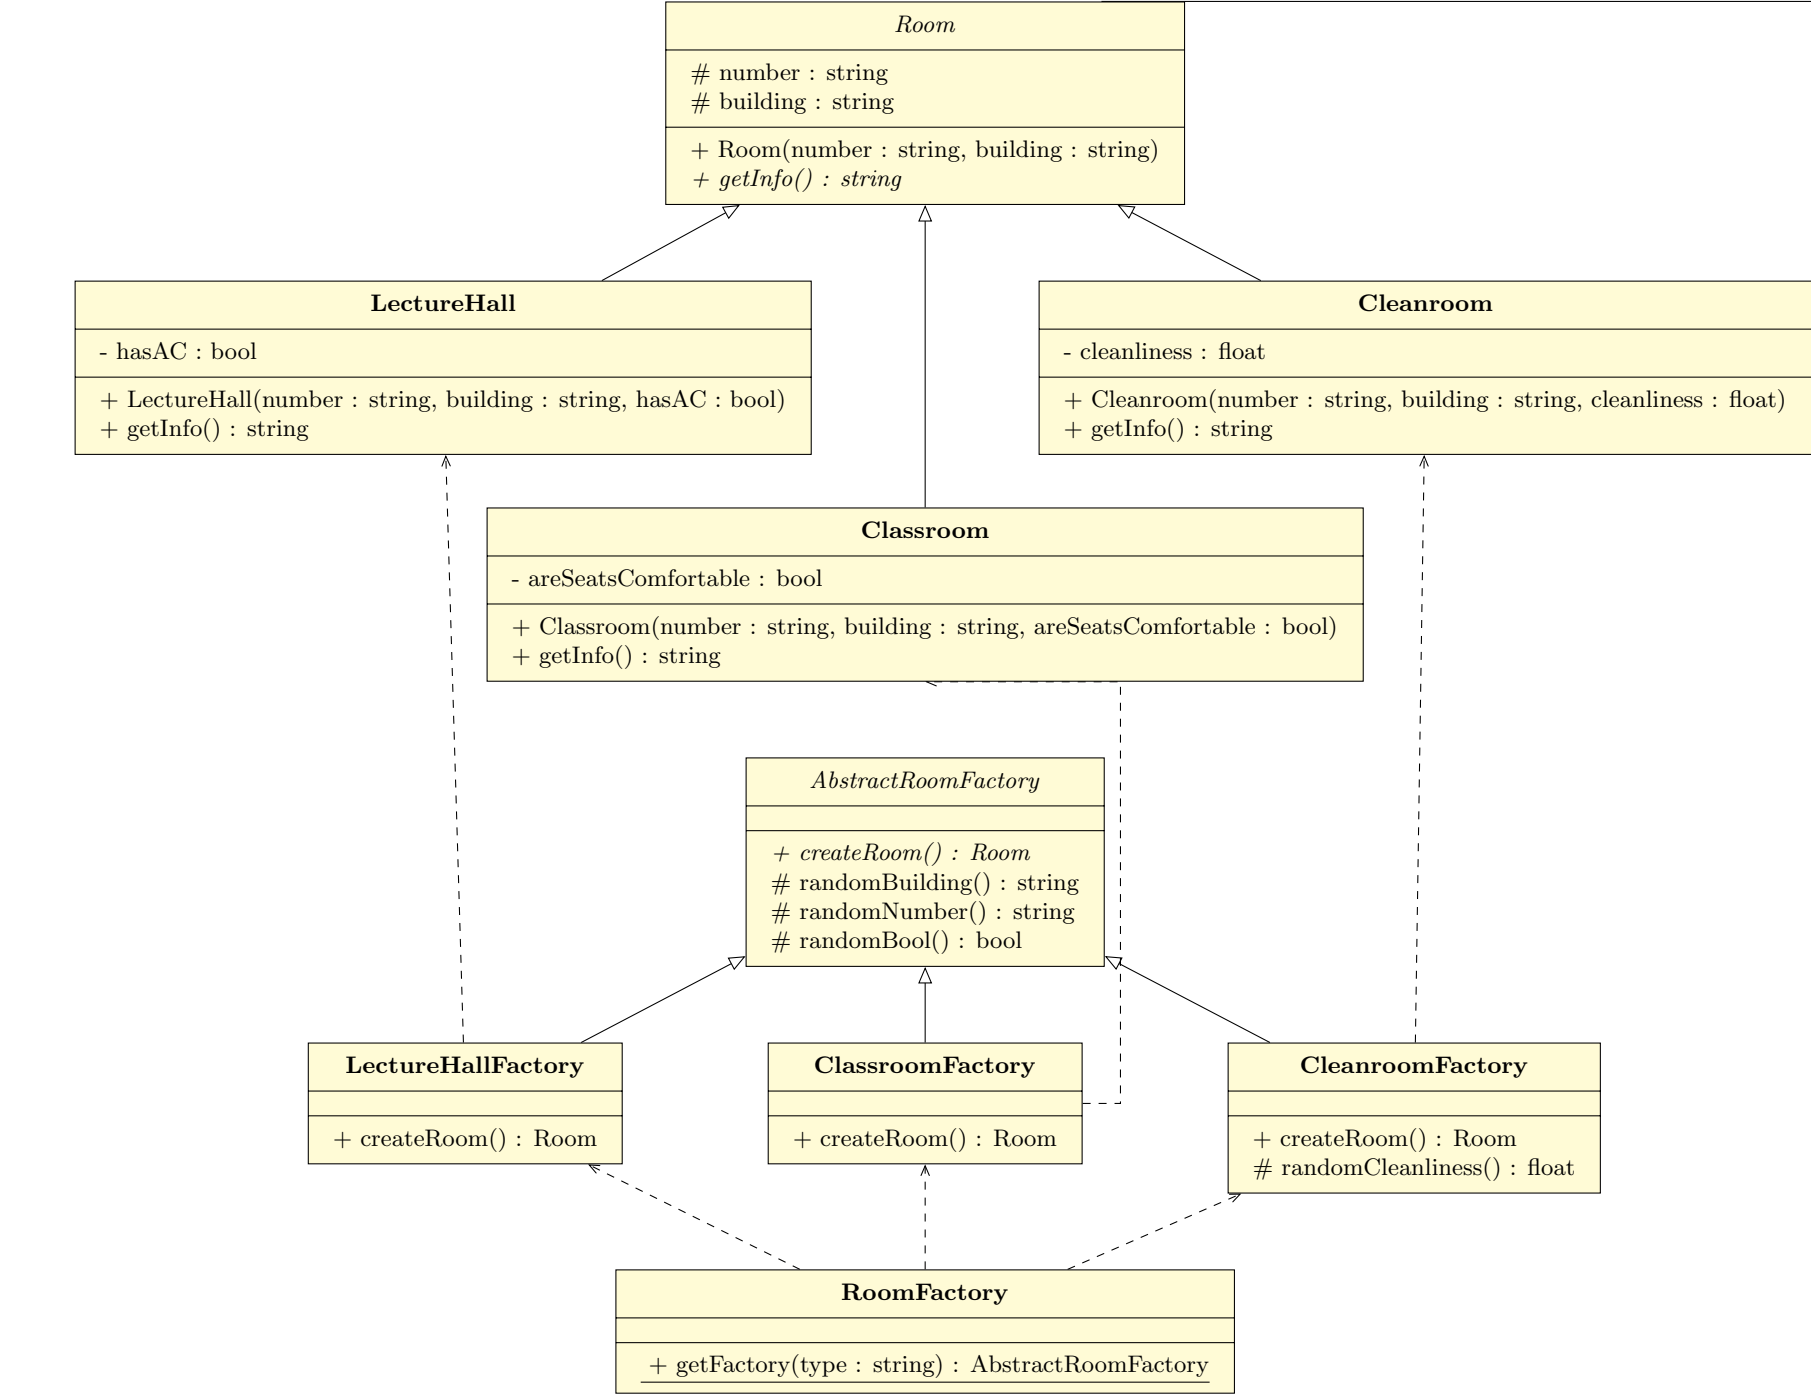 Room
# number : string
# building : string
+ Room(number : string, building : string)
+ getInfo() : string
LectureHall
- hasAC : bool
+ LectureHall(number : string, building : string, hasAC : bool)
+ getInfo() : string
Cleanroom
- cleanliness : float
+ Cleanroom(number : string, building : string, cleanliness : float)
+ getInfo() : string
Classroom
- areSeatsComfortable : bool
+ Classroom(number : string, building : string, areSeatsComfortable : bool)
+ getInfo() : string
AbstractRoomFactory
+ createRoom() : Room
# randomBuilding() : string
# randomNumber() : string
# randomBool() : bool
LectureHallFactory
+ createRoom() : Room
ClassroomFactory
+ createRoom() : Room
CleanroomFactory
+ createRoom() : Room
# randomCleanliness() : float
RoomFactory
+ getFactory(type : string) : AbstractRoomFactory